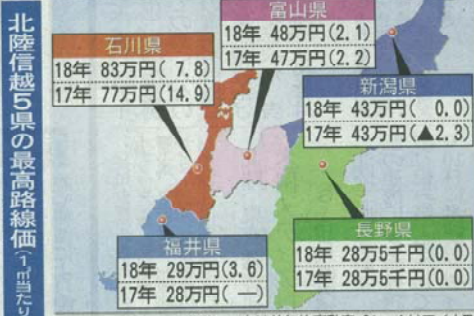 北陸信越5県の最高路線価(1㎡当たり
石川県
18年 83万円( 7.8)
17年 77万円(14.9)
富山県
18年 48万円(2.1)
17年 47万円(2.2)
新潟県
18年 43万円( 0.0)
17年 43万円(▲2.3)
福井県
18年 29万円(3.6)
17年 28万円( ―)
長野県
18年 28万5千円(0.0)
17年 28万5千円(0.0)